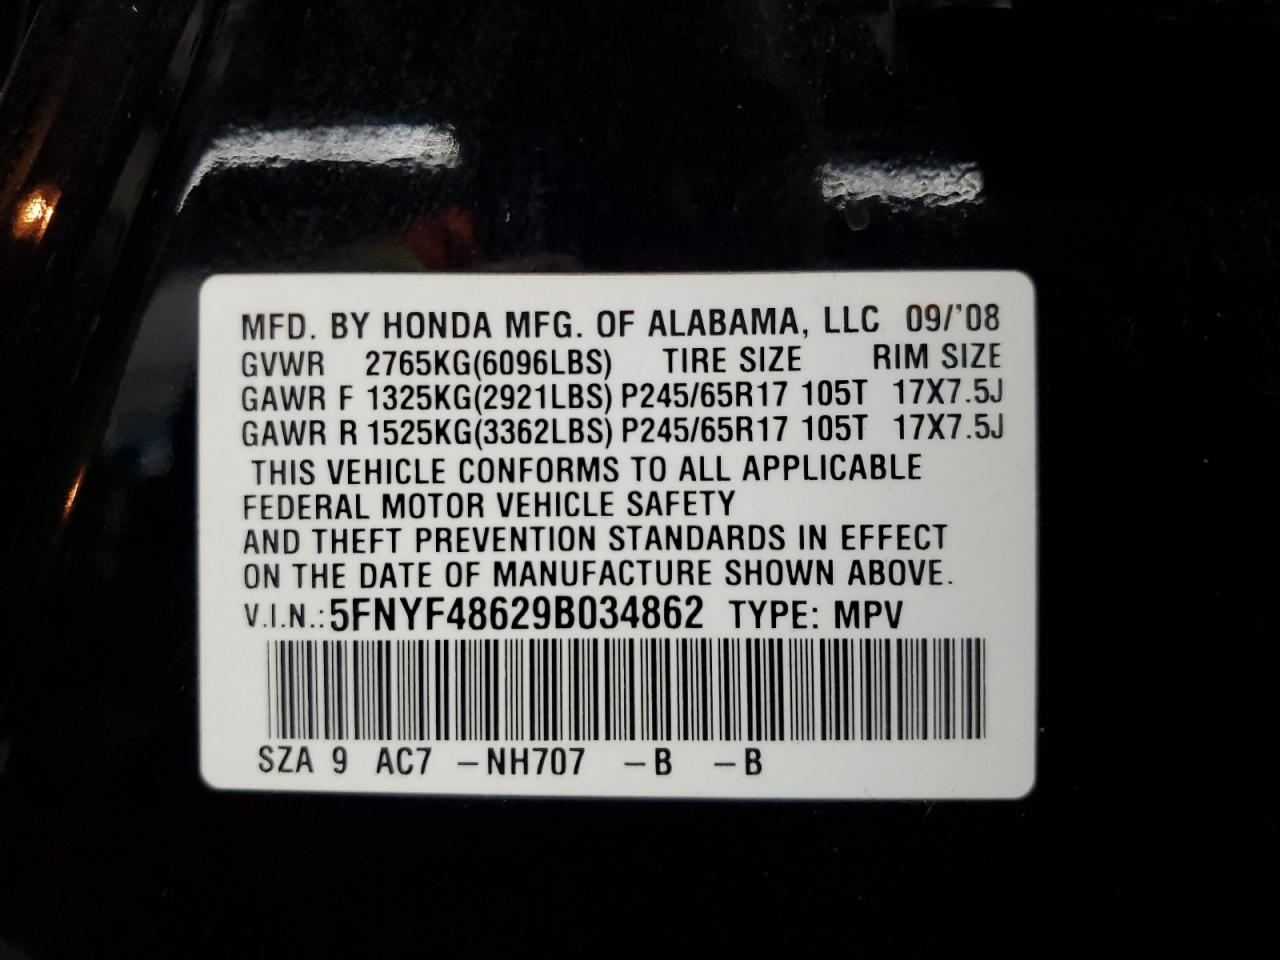 MFD. BY HONDA MFG. OF ALABAMA, LLC 09/'08
GVWR 2765KG(6096LBS) TIRE SIZE RIM SIZE
GAWR F 1325KG(2921LBS) P245/65R17 105T 17X7.5J
GAWR R 1525KG(3362LBS) P245/65R17 105T 17X7.5J
THIS VEHICLE CONFORMS TO ALL APPLICABLE
FEDERAL MOTOR VEHICLE SAFETY
AND THEFT PREVENTION STANDARDS IN EFFECT
ON THE DATE OF MANUFACTURE SHOWN ABOVE.
V.I.N.: 5FNYF48629B034862 TYPE: MPV
SZA 9 AC7 -NH707 -B -B